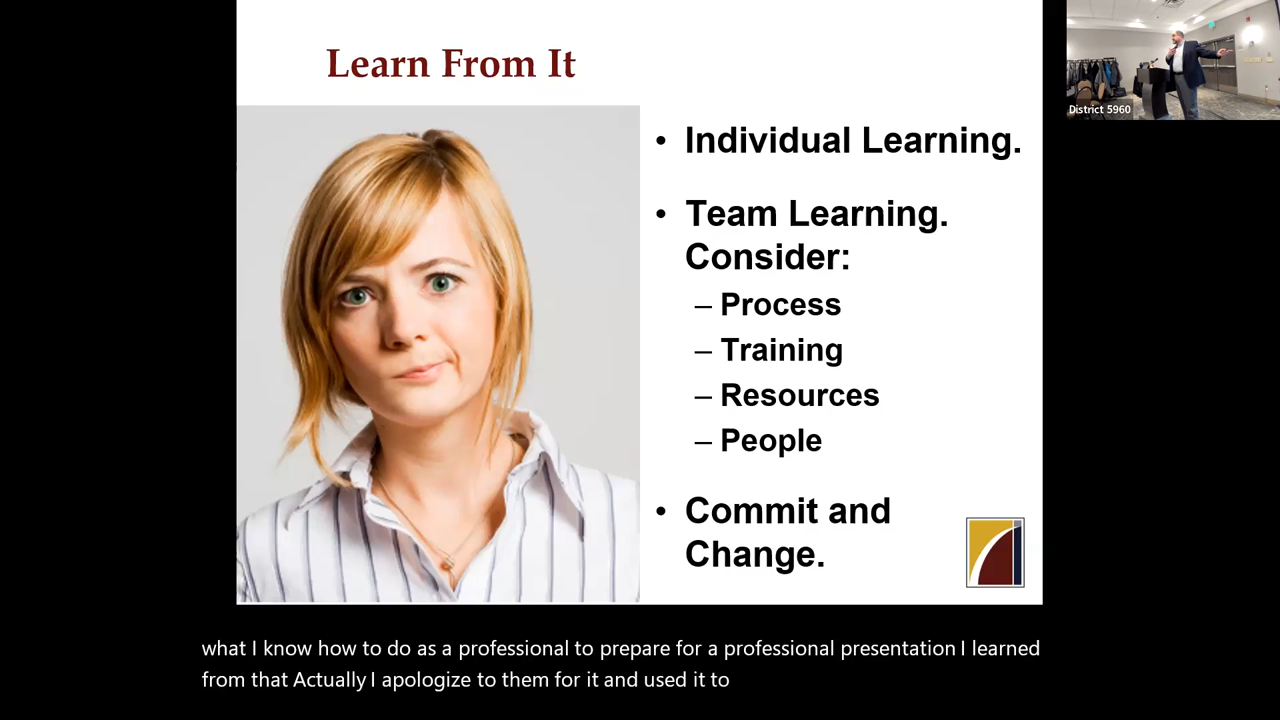 Learn From It
• Individual Learning.
• Team Learning.
Consider:
– Process
– Training
– Resources
– People
• Commit and
Change.
District 5960
what I know how to do as a professional to prepare for a professional presentation I learned
from that Actually I apologize to them for it and used it to